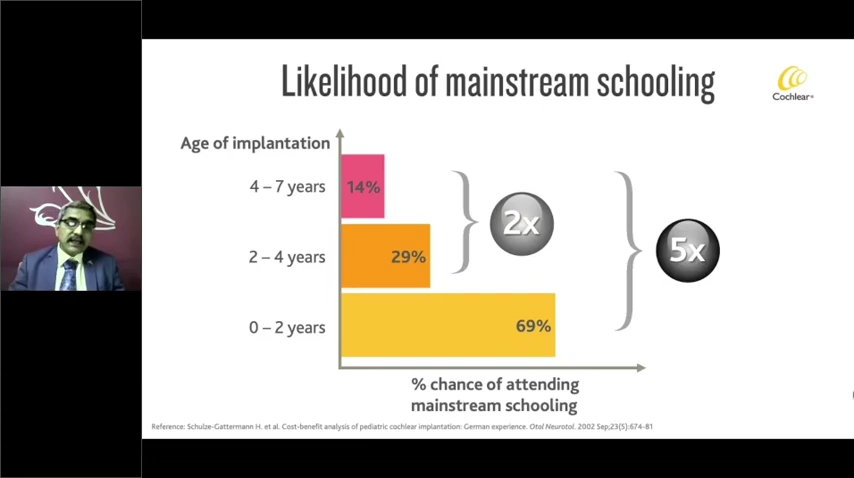 Likelihood of mainstream schooling
Cochlear®
Age of implantation
4 – 7 years
14%
2x
2 – 4 years
29%
5x
0 – 2 years
69%
% chance of attending
mainstream schooling
Reference: Schulze-Gattermann H. et al. Cost-benefit analysis of pediatric cochlear implantation: German experience. Otol Neurotol. 2002 Sep;23(5):674-81